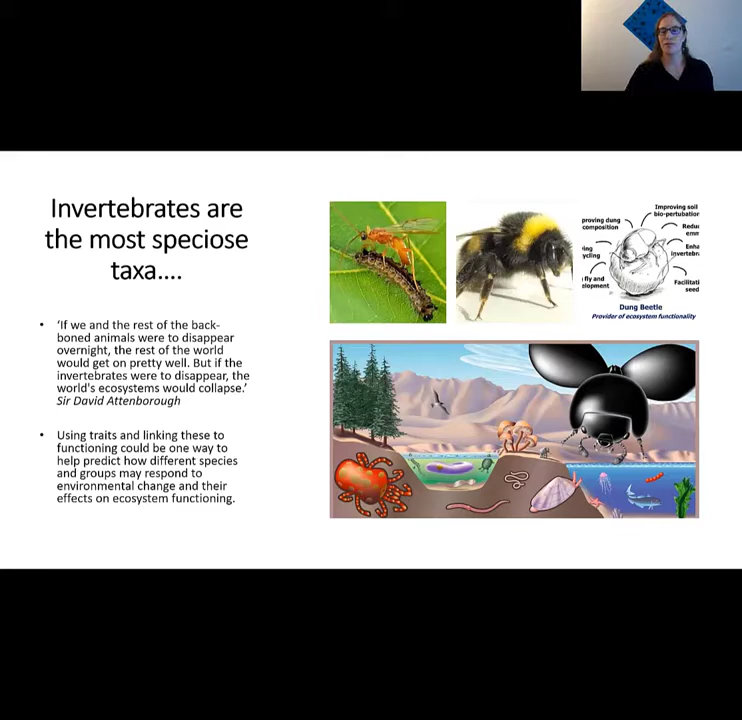 Invertebrates are
the most speciose
taxa....
• ‘If we and the rest of the back-
boned animals were to disappear
overnight, the rest of the world
would get on pretty well. But if the
invertebrates were to disappear, the
world's ecosystems would collapse.’
Sir David Attenborough
• Using traits and linking these to
functioning could be one way to
help predict how different species
and groups may respond to
environmental change and their
effects on ecosystem functioning.
Improving soil
bio-perturbation
proving dung
composition
Redu
Enha
invertebr
ing
ycling
fly and
elopment
Facilitati
seed
Dung Beetle
Provider of ecosystem functionality